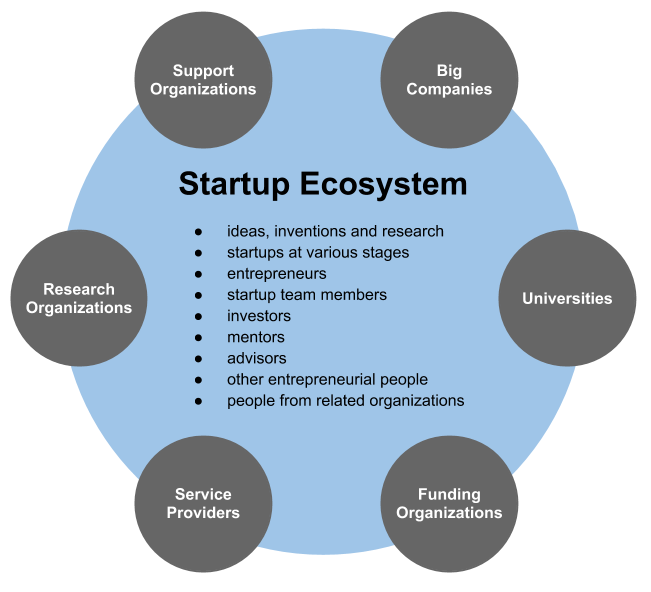 Support
Organizations
Big
Companies
Startup Ecosystem
● ideas, inventions and research
● startups at various stages
● entrepreneurs
● startup team members
● investors
● mentors
● advisors
● other entrepreneurial people
● people from related organizations
Research
Organizations
Universities
Service
Providers
Funding
Organizations